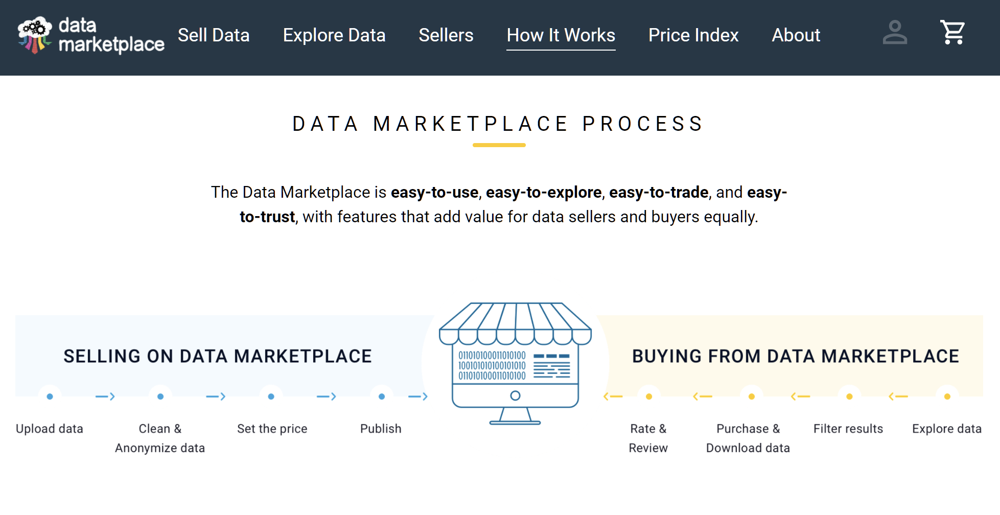 data
marketplace
Sell Data
Explore Data
Sellers
How It Works
Price Index
About
DATA MARKETPLACE PROCESS
The Data Marketplace is easy-to-use, easy-to-explore, easy-to-trade, and easy-
to-trust, with features that add value for data sellers and buyers equally.
SELLING ON DATA MARKETPLACE
Upload data
Clean &
Anonymize data
Set the price
Publish
011010100011010100
100101010100101010
011010100011010100
BUYING FROM DATA MARKETPLACE
Rate &
Review
Purchase &
Download data
Filter results
Explore data